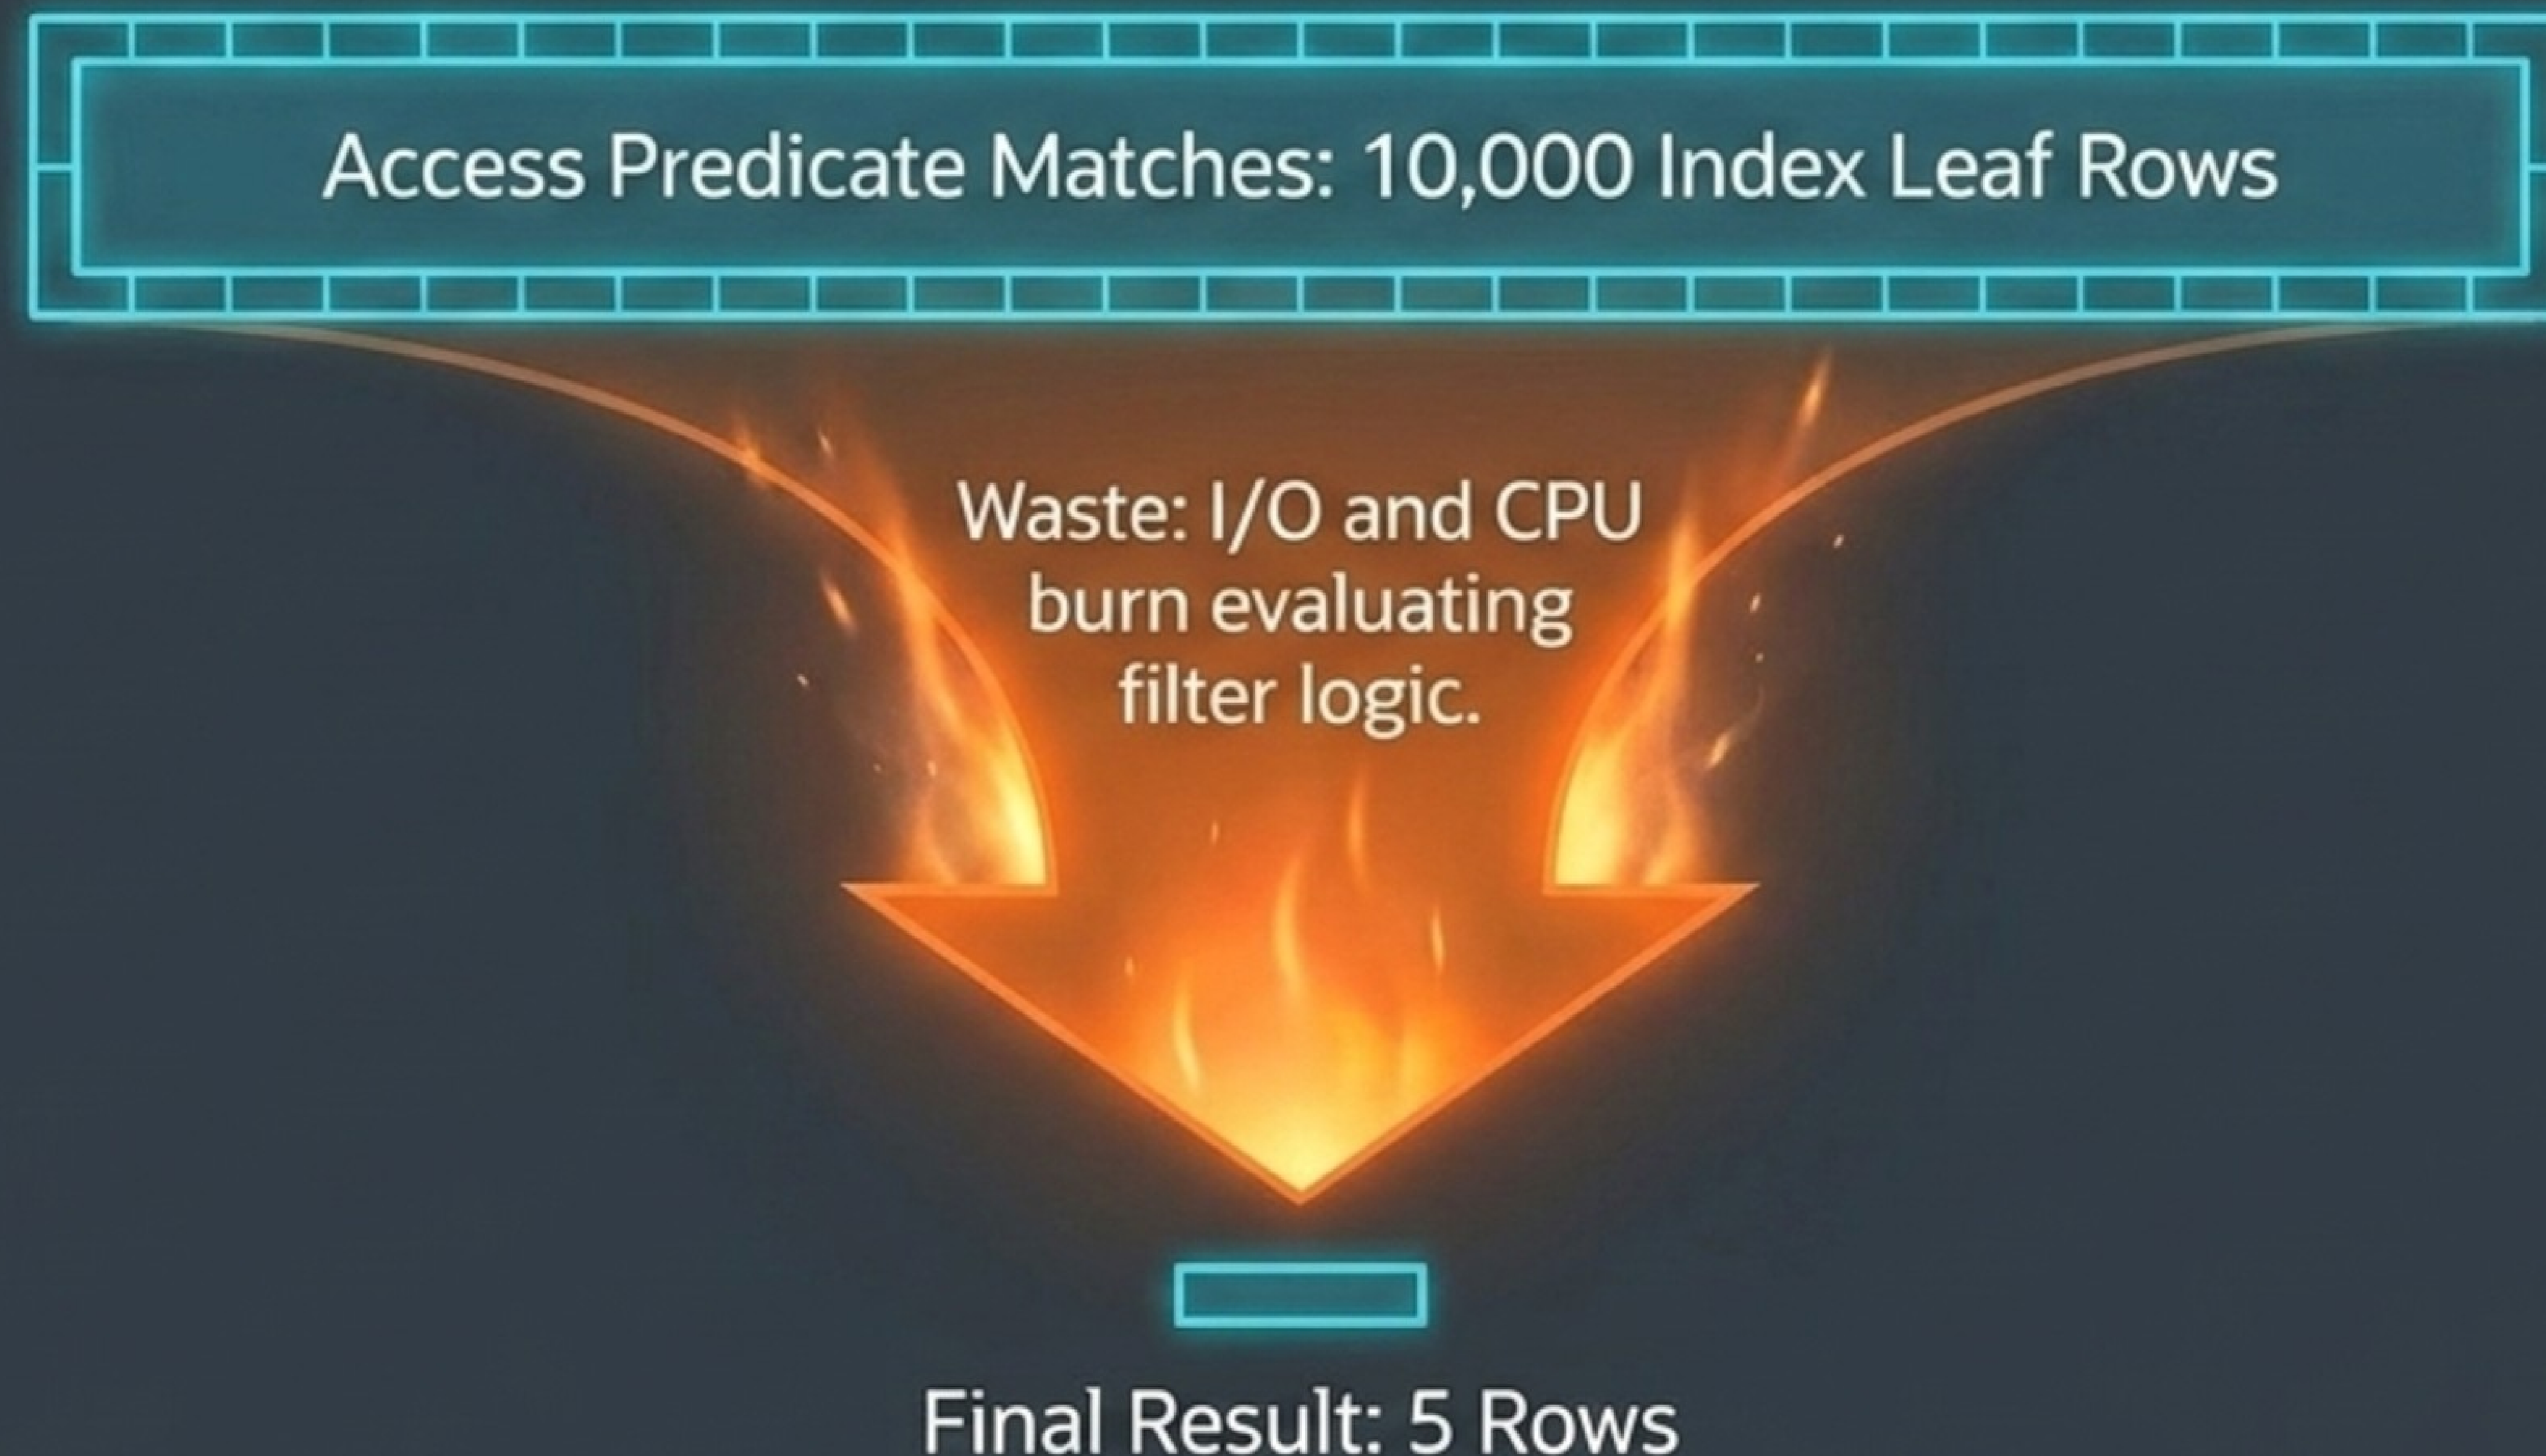 Access Predicate Matches: 10,000 Index Leaf Rows
Waste: I/O and CPU
burn evaluating
filter logic.
Final Result: 5 Rows